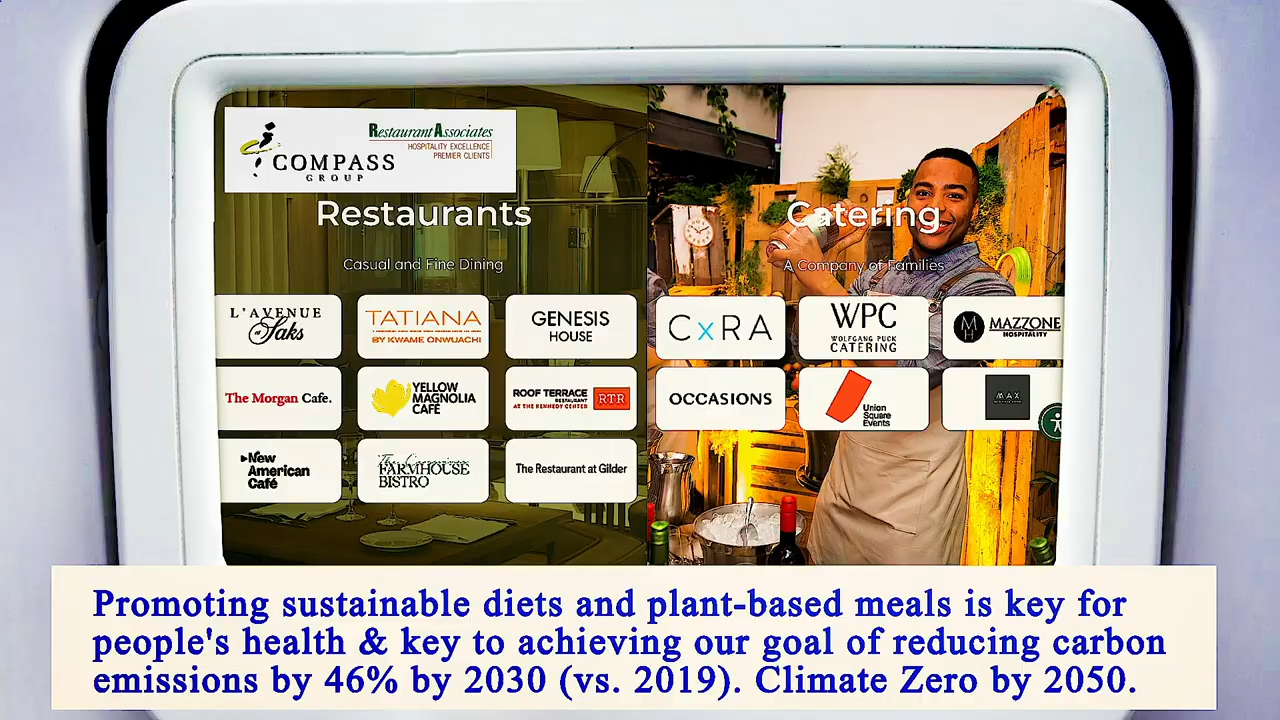 COMPASS
GROUP
Restaurant Associates
HOSPITALITY EXCELLENCE
PREMIER CLIENTS
Restaurants
Casual and Fine Dining
L'AVENUE
Saks
TATIANA
BY KWAME ONWUACHI
GENESIS
HOUSE
The Morgan Cafe.
YELLOW
MAGNOLIA
CAFÉ
ROOF TERRACE
RESTAURANT
AT THE KENNEDY CENTER
RTR
New
American
Café
FARMHOUSE
BISTRO
The Restaurant at Gilder
Catering
A Company of Families
CxRA
WPC
WOLFGANG PUCK
CATERING
MH
MAZZONE
HOSPITALITY
OCCASIONS
Union
Square
Events
MAX
Promoting sustainable diets and plant-based meals is key for
people's health & key to achieving our goal of reducing carbon
emissions by 46% by 2030 (vs. 2019). Climate Zero by 2050.